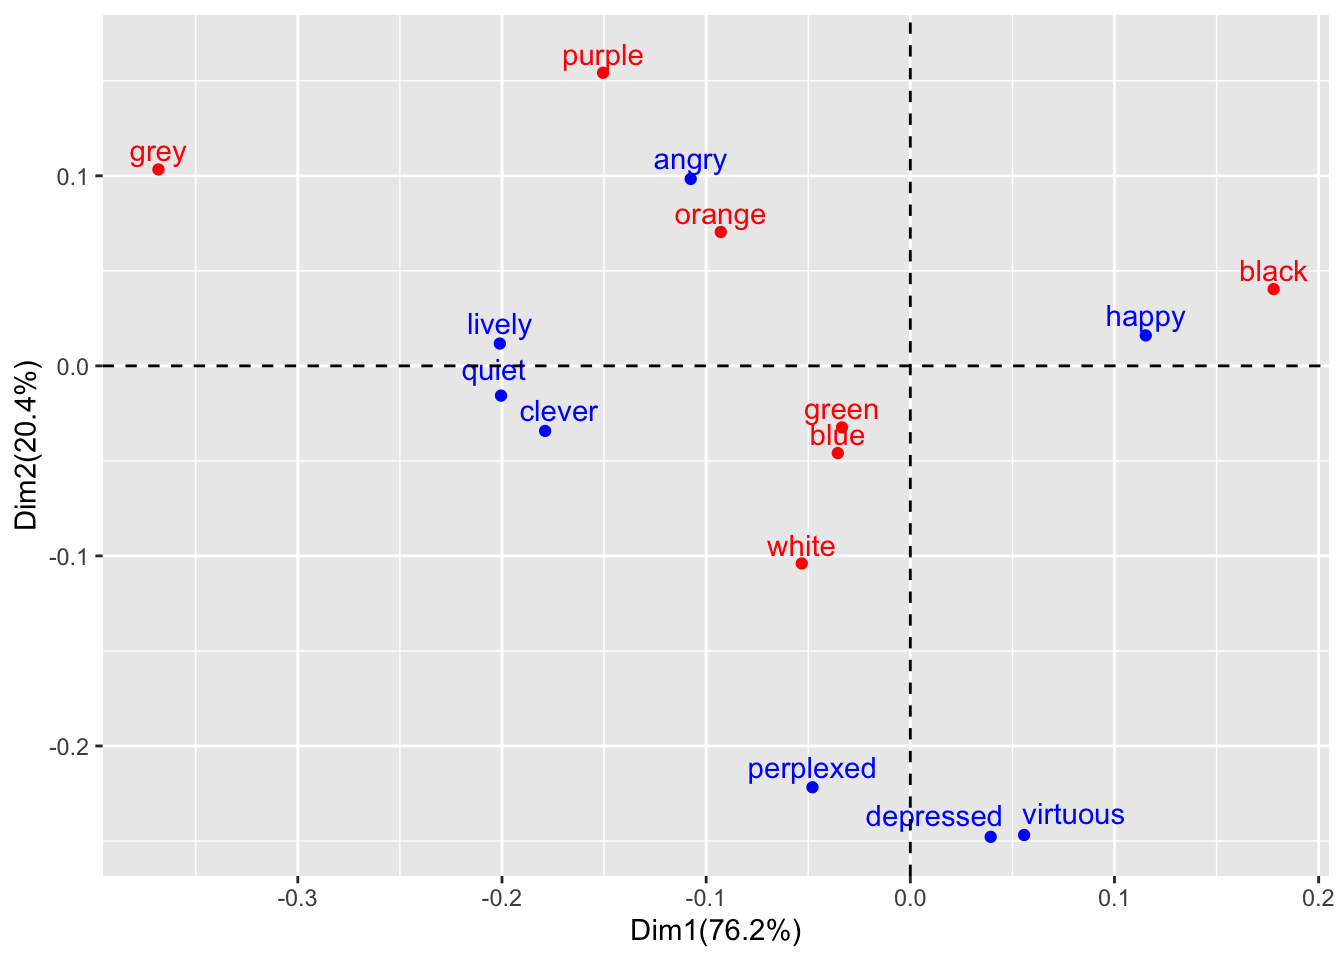 purple
grey
angry
0.1
orange
black
happy
lively
0.0
quiet
clever
green
blue
Dim2(20.4%)
white
-0.1
-0.2
perplexed
depressed
virtuous
-0.3
-0.2
-0.1
0.0
0.1
0.2
Dim1(76.2%)